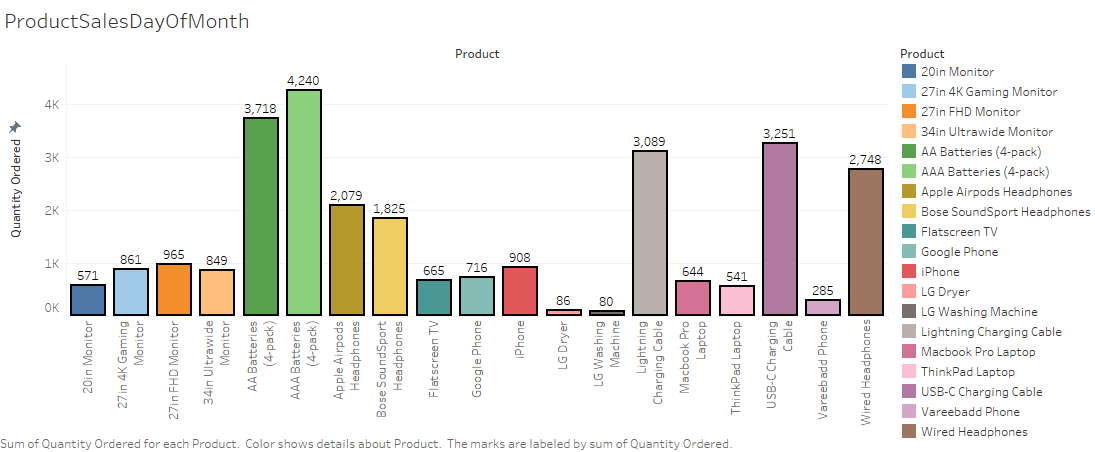 ProductSalesDayOfMonth
Product
Quantity Ordered
4K
3K
2K
1K
0K
571
861
965
849
3,718
4,240
2,079
1,825
665
716
908
86
80
3,089
644
541
3,251
285
2,748
20in Monitor
27in 4K Gaming
Monitor
27in FHD Monitor
34in Ultrawide
Monitor
AA Batteries
(4-pack)
AAA Batteries
(4-pack)
Apple Airpods
Headphones
Bose SoundSport
Headphones
Flatscreen TV
Google Phone
iPhone
LG Dryer
LG Washing
Machine
Lightning
Charging Cable
Macbook Pro
Laptop
ThinkPad Laptop
USB-C Charging
Cable
Vareebadd Phone
Wired Headphones
Product
20in Monitor
27in 4K Gaming Monitor
27in FHD Monitor
34in Ultrawide Monitor
AA Batteries (4-pack)
AAA Batteries (4-pack)
Apple Airpods Headphones
Bose SoundSport Headphones
Flatscreen TV
Google Phone
iPhone
LG Dryer
LG Washing Machine
Lightning Charging Cable
Macbook Pro Laptop
ThinkPad Laptop
USB-C Charging Cable
Vareebadd Phone
Wired Headphones
Sum of Quantity Ordered for each Product.  Color shows details about Product.  The marks are labeled by sum of Quantity Ordered.